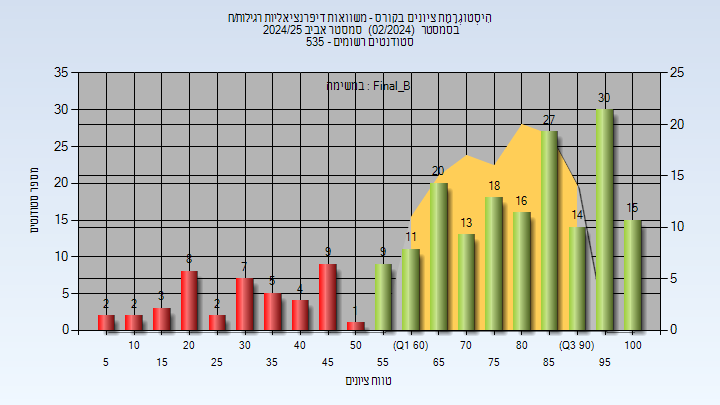 היסטוגרמת ציונים בקורס - משוואות דיפרנציאליות רגילות/ח
בסמסטר (02/2024) סמסטר אביב 2024/25
סטודנטים רשומים - 535
במשימה : Final_B
35 30 25 20 15 10 5 0
25 20 15 10 5 0
מספר סטודנטים
2 2 3 8 2 7 5 4 9 1 9 11 20 13 18 16 27 14 30 15
10 20 30 40 50 (Q1 60) 70 80 (Q3 90) 100
5 15 25 35 45 55 65 75 85 95
טווח ציונים